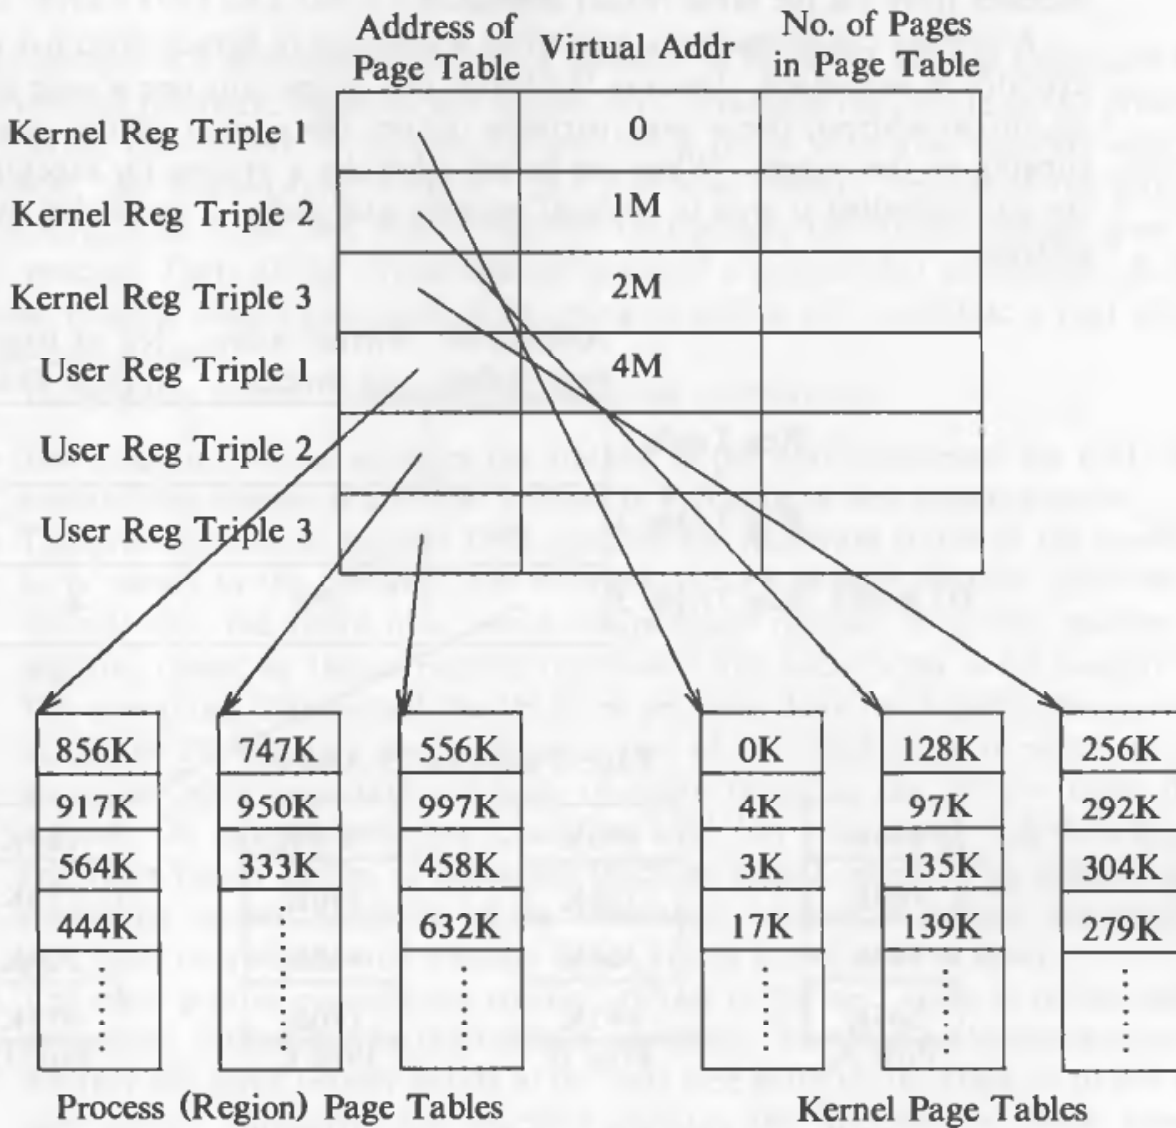 Address of
Page Table
Virtual Addr
No. of Pages
in Page Table
Kernel Reg Triple 1
0
Kernel Reg Triple 2
1M
Kernel Reg Triple 3
2M
User Reg Triple 1
4M
User Reg Triple 2
User Reg Triple 3
856K 747K 556K 0K 128K 256K
917K 950K 997K 4K 97K 292K
564K 333K 458K 3K 135K 304K
444K 632K 17K 139K 279K
Process (Region) Page Tables
Kernel Page Tables